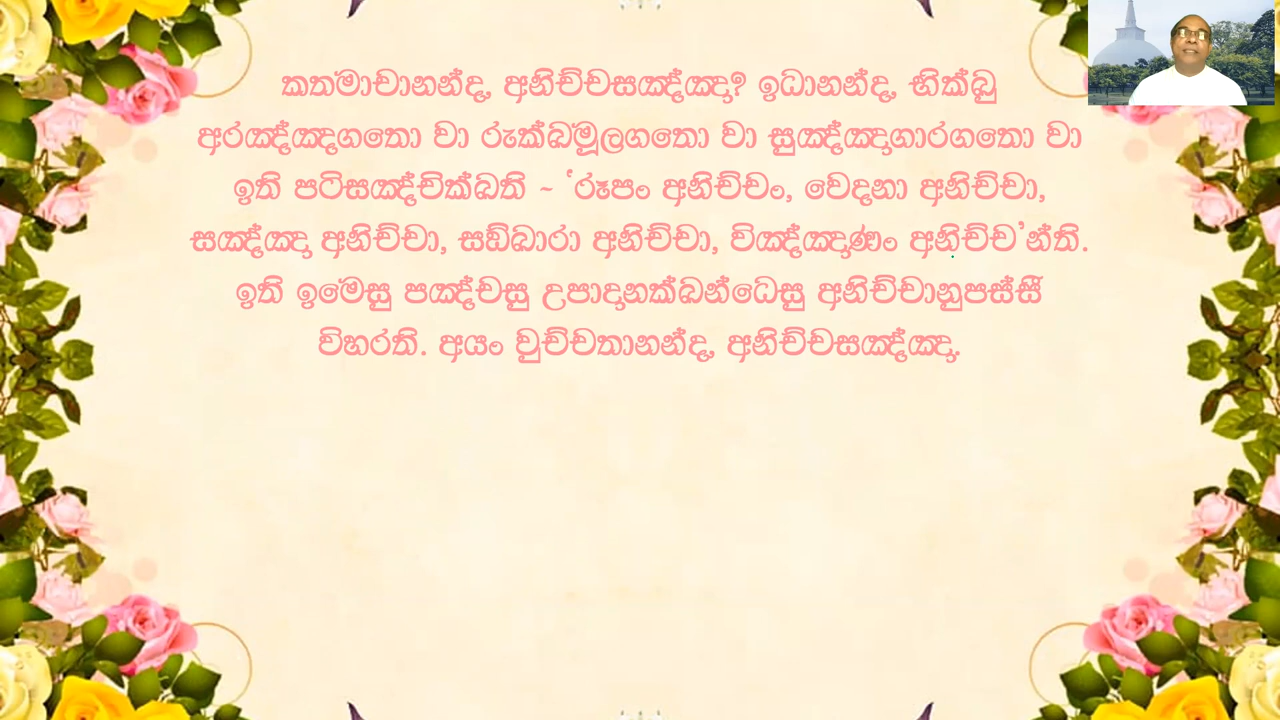 කතමාචානන්ද, අනිච්චසඤ්ඤා? ඉධානන්ද, භික්ඛු
අරඤ්ඤගතො වා රුක්ඛමූලගතො වා සුඤ්ඤාගාරගතො වා
ඉති පටිසඤ්චික්ඛති ~ ‘රූපං අනිච්චං, වෙදනා අනිච්චා,
සඤ්ඤා අනිච්චා, සඞ්ඛාරා අනිච්චා, විඤ්ඤාණං අනිච්ච’න්ති.
ඉති ඉමෙසු පඤ්චසු උපාදානක්ඛන්ධෙසු අනිච්චානුපස්සී
විහරති. අයං වුච්චතානන්ද, අනිච්චසඤ්ඤා.